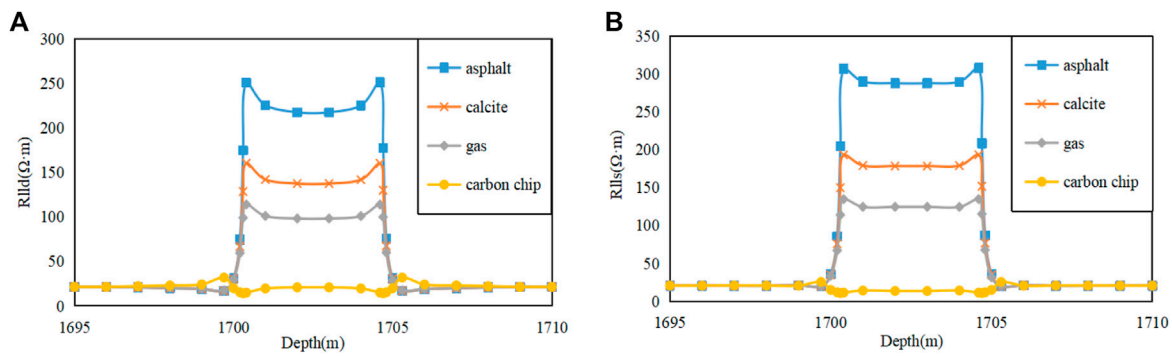 A
Rlld(Ω·m)
300
250
200
150
100
50
0
1695
1700
1705
1710
Depth(m)
asphalt
calcite
gas
carbon chip
B
Rlls(Ω·m)
350
300
250
200
150
100
50
0
1695
1700
1705
1710
Depth(m)
asphalt
calcite
gas
carbon chip